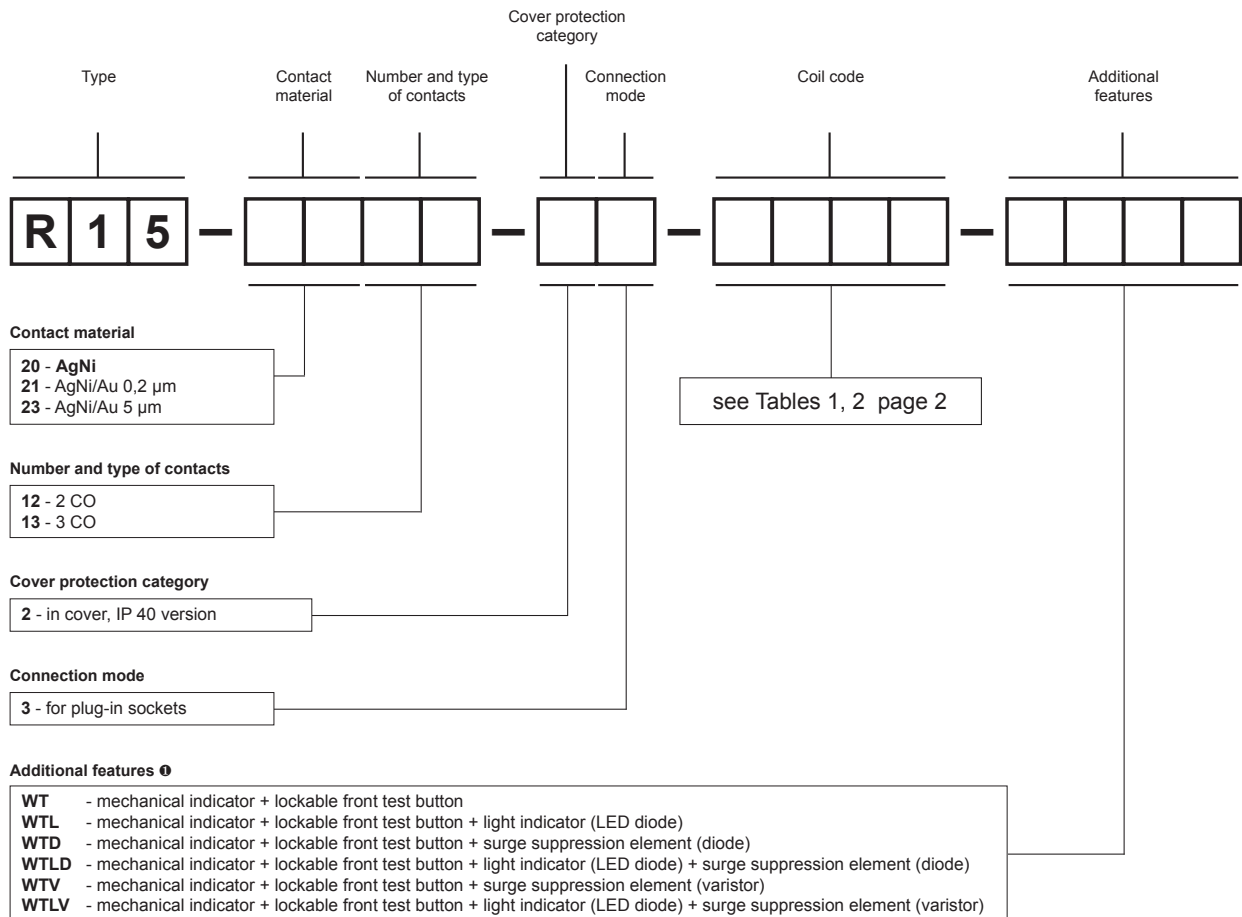 Cover protection
category
Type
Contact
material
Number and type
of contacts
Connection
mode
Coil code
Additional
features
R 1 5 – – – –
Contact material
20 - AgNi
21 - AgNi/Au 0,2 µm
23 - AgNi/Au 5 µm
see Tables 1, 2 page 2
Number and type of contacts
12 - 2 CO
13 - 3 CO
Cover protection category
2 - in cover, IP 40 version
Connection mode
3 - for plug-in sockets
Additional features ❶
WT - mechanical indicator + lockable front test button
WTL - mechanical indicator + lockable front test button + light indicator (LED diode)
WTD - mechanical indicator + lockable front test button + surge suppression element (diode)
WTLD - mechanical indicator + lockable front test button + light indicator (LED diode) + surge suppression element (diode)
WTV - mechanical indicator + lockable front test button + surge suppression element (varistor)
WTLV - mechanical indicator + lockable front test button + light indicator (LED diode) + surge suppression element (varistor)